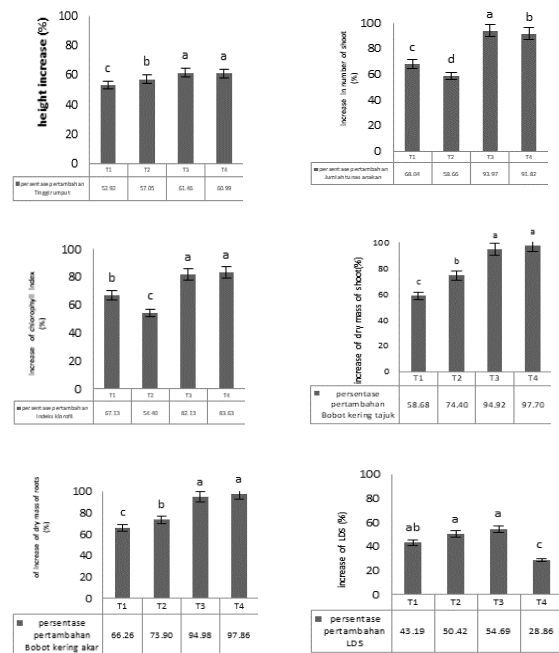 height increase (%)
100
80
60
40
20
0
c
b
a
a
T1 T2 T3 T4
persentase pertambahan
Tinggi rumput
57.05 61.46 60.99
Increase in number of shoot
(%)
100
80
60
40
20
0
c
d
a
b
T1 T2 T3 T4
persentase pertambahan
Jumlah tunas anakan
68.04 58.66 93.97 91.82
Increase of chlorophyll Index
(%)
100
80
60
40
20
0
b
c
a
a
T1 T2 T3 T4
persentase pertambahan
Indeks klorofil
67.13 54.40 82.13 83.63
increase of dry mass of shoot(%)
100
80
60
40
20
0
c
b
a
a
T1 T2 T3 T4
persentase
pertambahan
Bobot kering tajuk
58.68 74.40 94.92 97.70
of increase of dry mass of roots
(%)
100
80
60
40
20
0
c
b
a
a
T1 T2 T3 T4
persentase
pertambahan
Bobot kering akar
66.26 73.90 94.98 97.86
increase of LDS (%)
100
80
60
40
20
0
ab
a
a
c
T1 T2 T3 T4
persentase
pertambahan
LDS
43.19 50.42 54.69 28.86